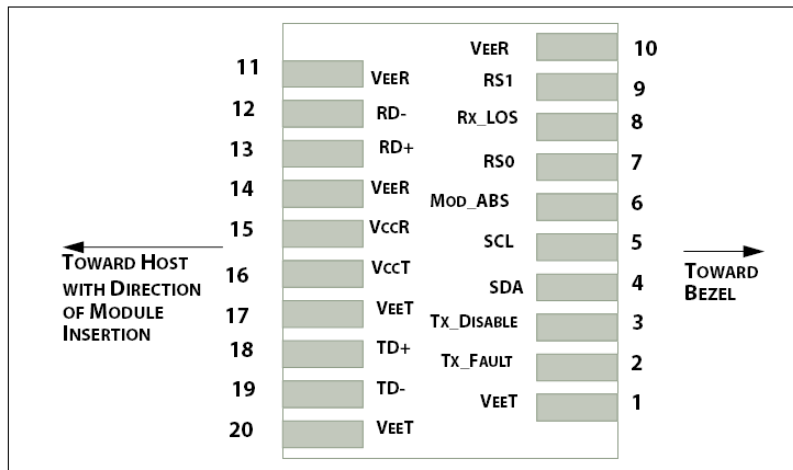 11 VEER
12 RD-
13 RD+
14 VEER
15 VCCR
16 VCCT
17 VEET
18 TD+
19 TD-
20 VEET
VEER 10
RS1 9
RX_LOS 8
RS0 7
MOD_ABS 6
SCL 5
SDA 4
TX_DISABLE 3
TX_FAULT 2
VEET 1
TOWARD HOST
WITH DIRECTION
OF MODULE
INSERTION
TOWARD
BEZEL